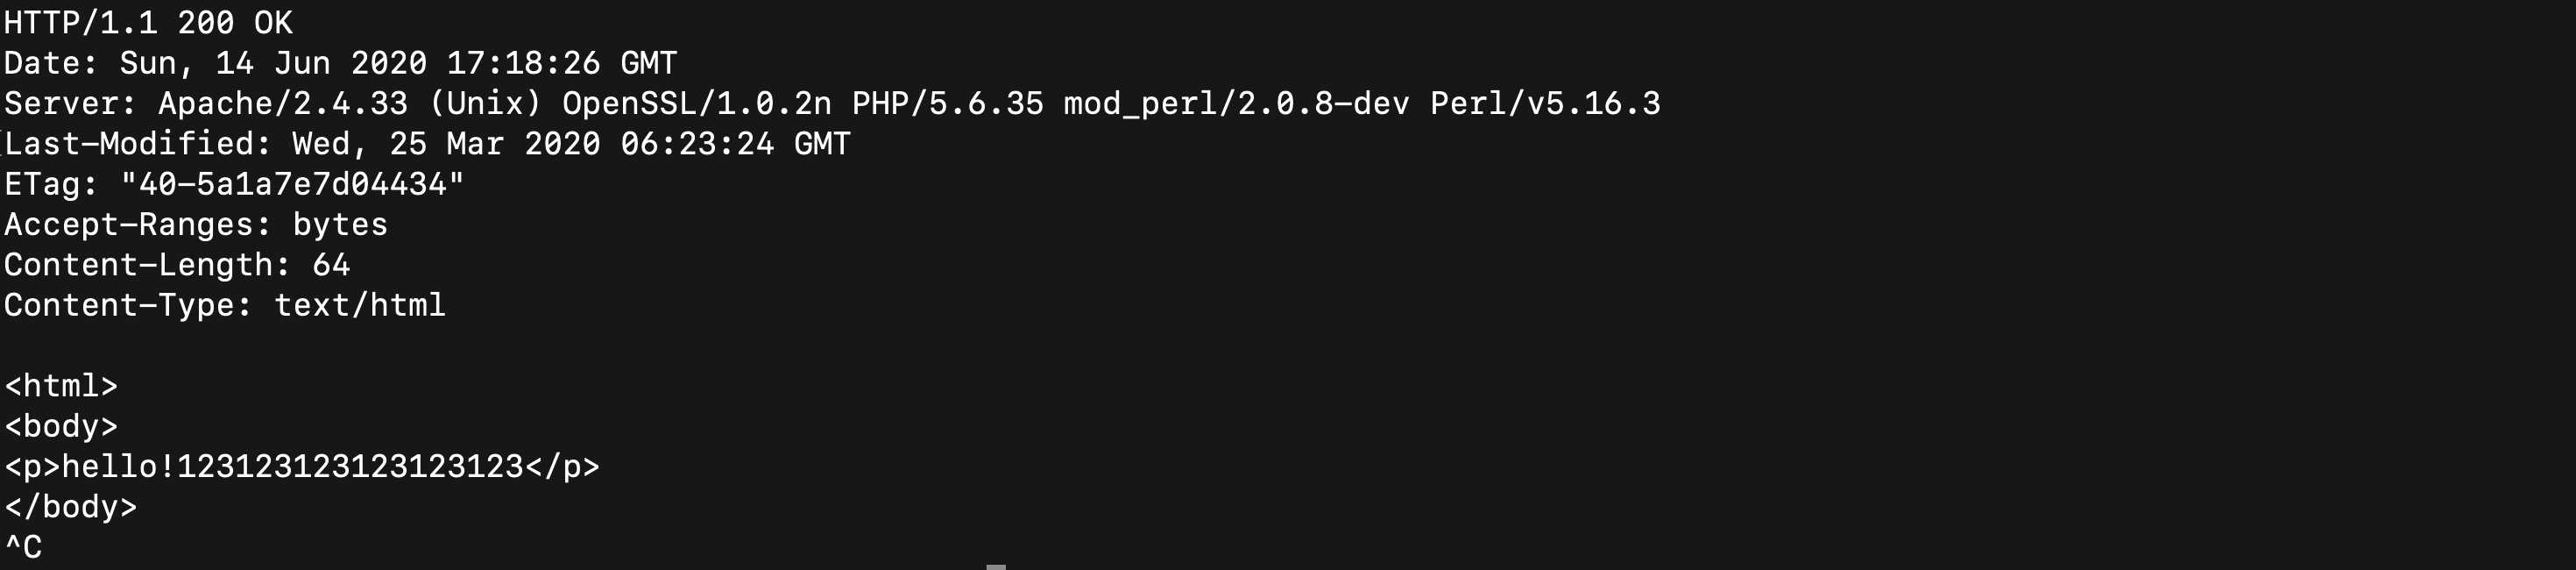 HTTP/1.1 200 OK
Date: Sun, 14 Jun 2020 17:18:26 GMT
Server: Apache/2.4.33 (Unix) OpenSSL/1.0.2n PHP/5.6.35 mod_perl/2.0.8-dev Perl/v5.16.3
Last-Modified: Wed, 25 Mar 2020 06:23:24 GMT
ETag: "40-5a1a7e7d04434"
Accept-Ranges: bytes
Content-Length: 64
Content-Type: text/html

<html>
<body>
<p>hello!123123123123123123</p>
</body>
^C